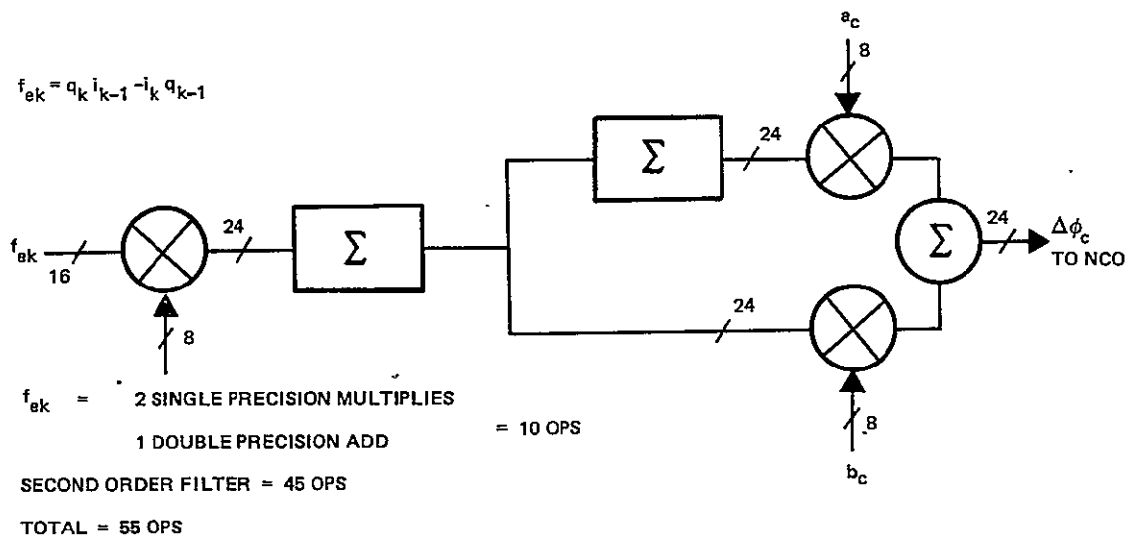 a_c
8
f_ek = q_k i_k-1 - i_k q_k-1
24
Σ
24
f_ek
16
24
Σ
Σ
24
Δφ_c
TO NCO
8
24
8
b_c
f_ek = 2 SINGLE PRECISION MULTIPLIES
1 DOUBLE PRECISION ADD = 10 OPS
SECOND ORDER FILTER = 45 OPS
TOTAL = 55 OPS